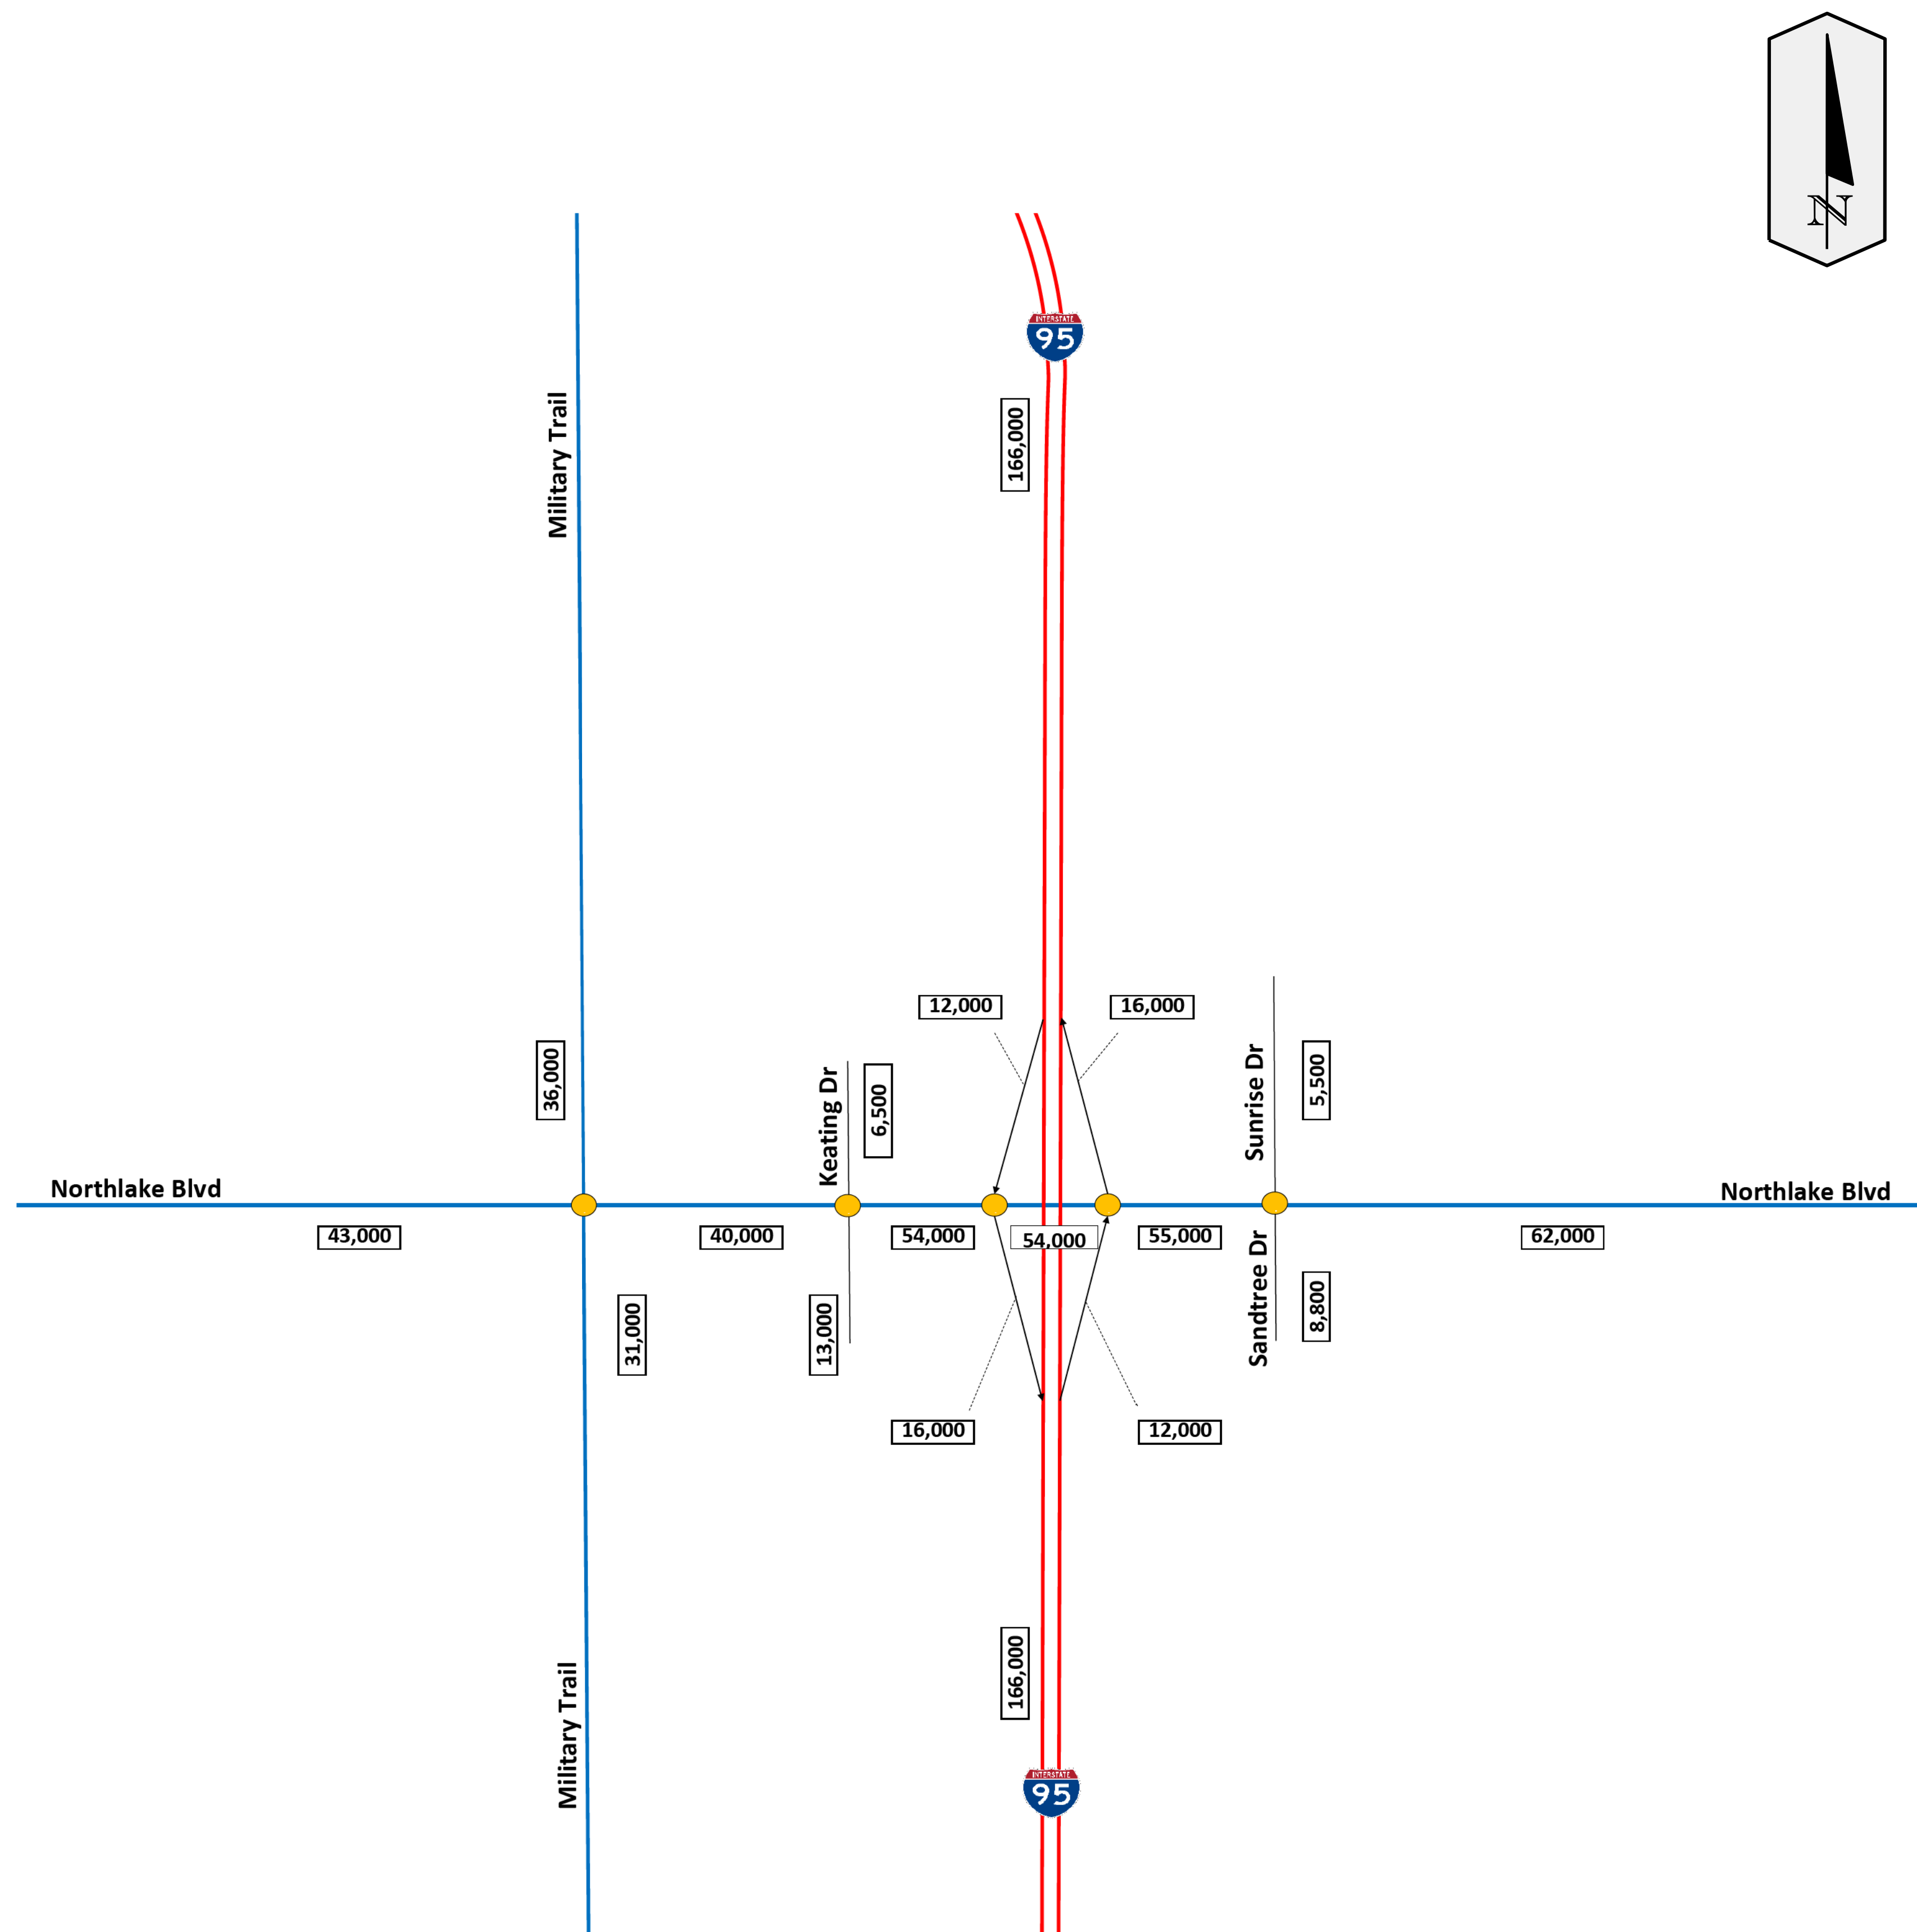 N
INTERSTATE
95
Military Trail
166,000
12,000
16,000
36,000
Keating Dr
6,500
Sunrise Dr
5,500
Northlake Blvd
Northlake Blvd
43,000
40,000
54,000
54,000
55,000
62,000
31,000
13,000
Sandtree Dr
8,800
16,000
12,000
Military Trail
166,000
INTERSTATE
95